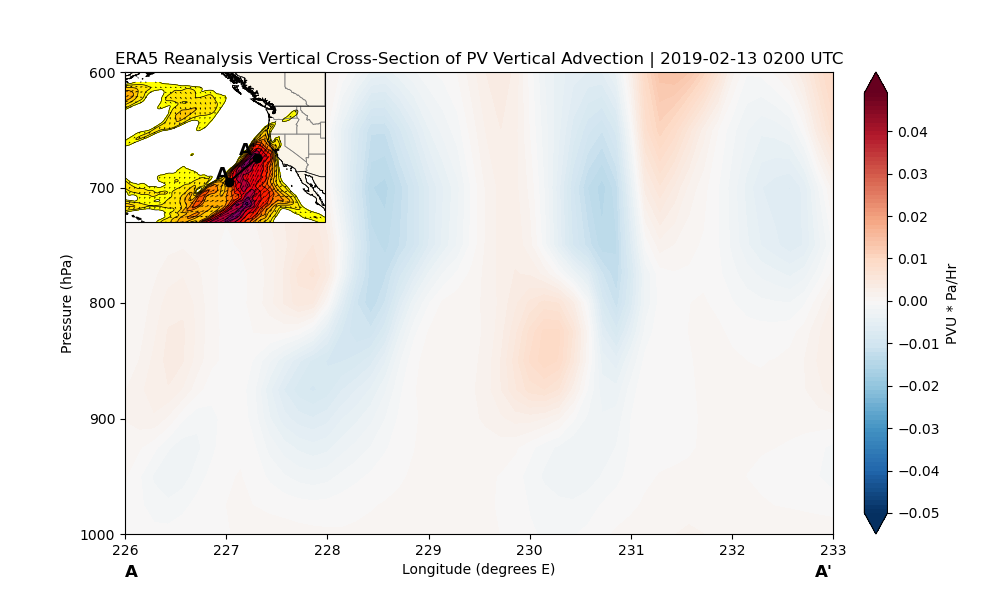 ERA5 Reanalysis Vertical Cross-Section of PV Vertical Advection | 2019-02-13 0200 UTC
600
700
800
900
1000
Pressure (hPa)
A
A
226
227
228
229
230
231
232
233
A
Longitude (degrees E)
A'
0.04
0.03
0.02
0.01
0.00
−0.01
−0.02
−0.03
−0.04
−0.05
PVU * Pa/Hr